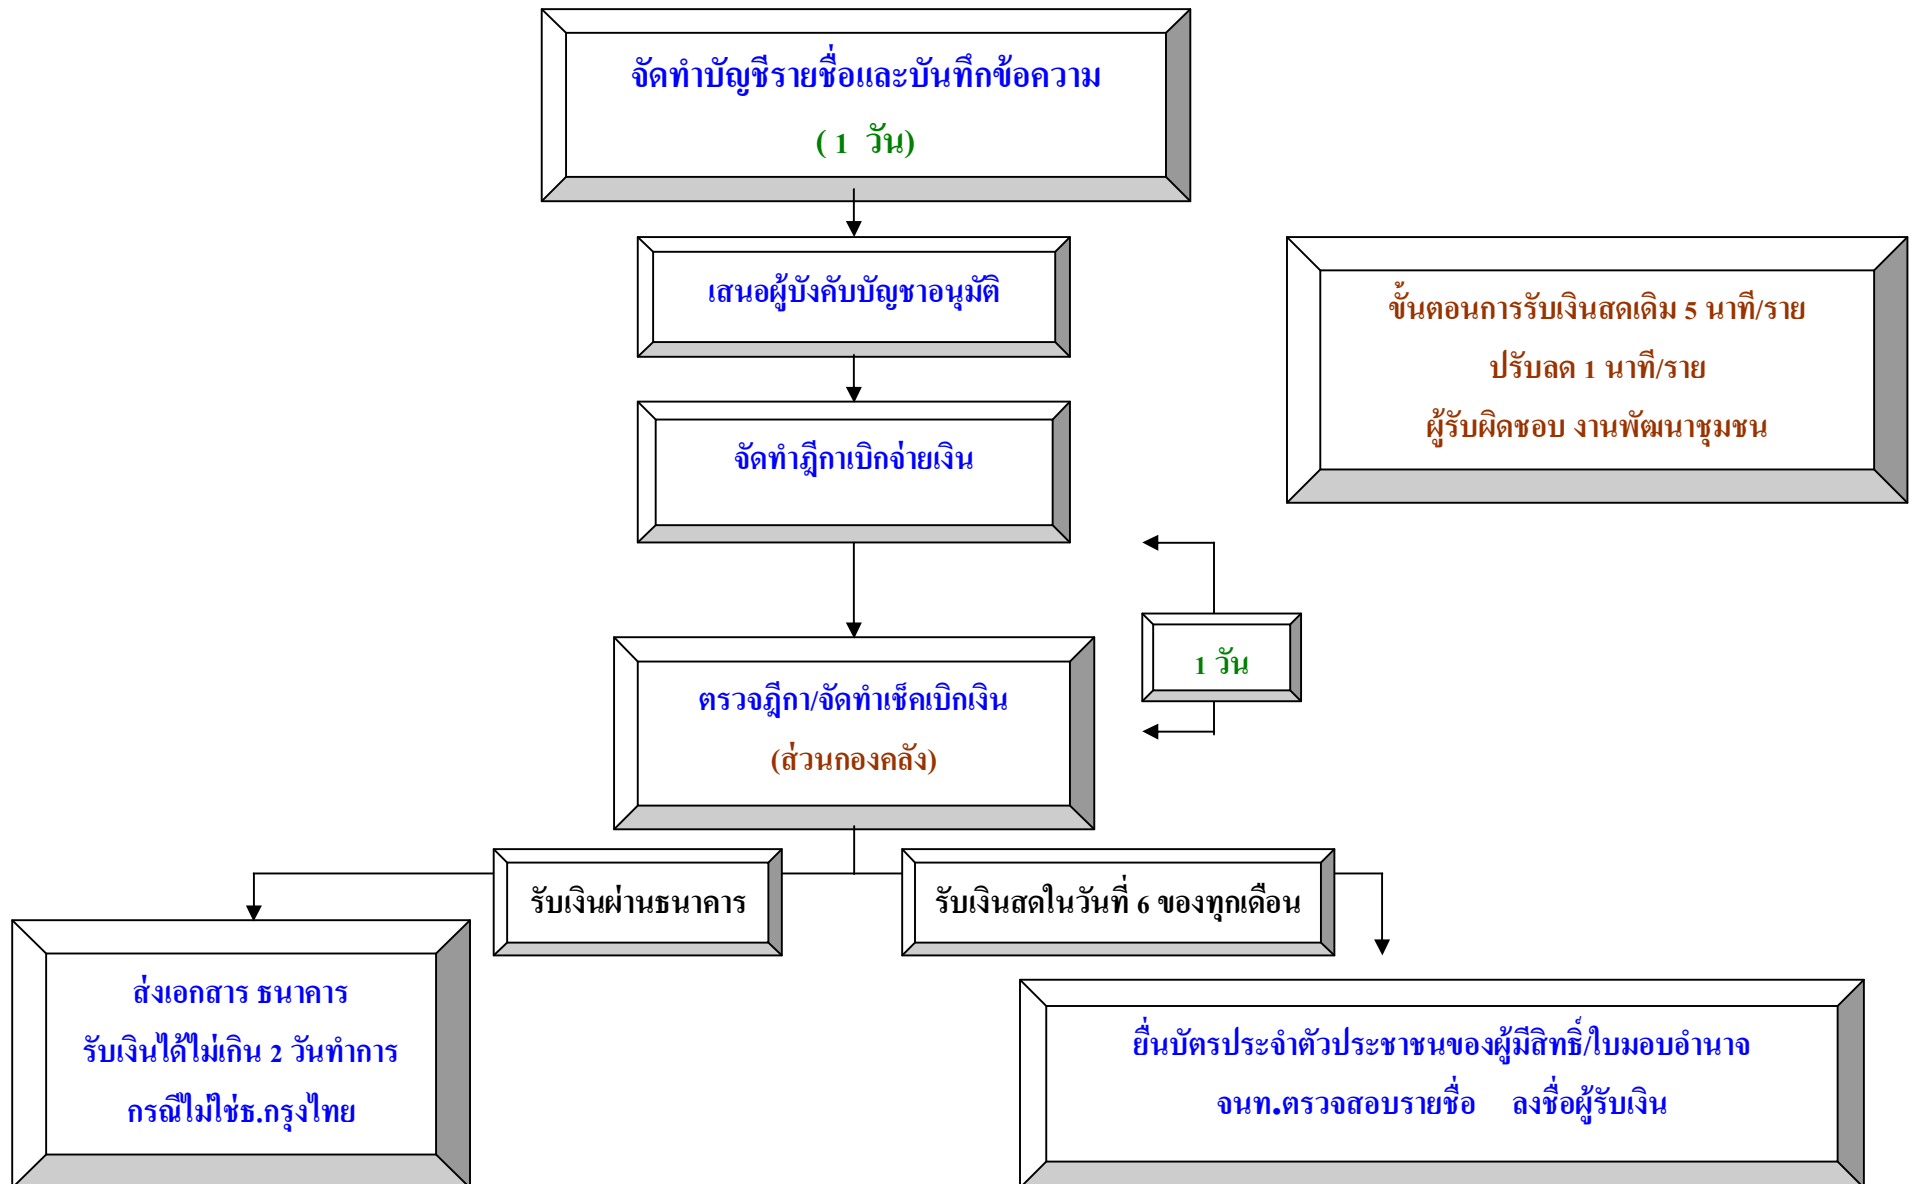 จัดทำบัญชีรายชื่อและบันทึกข้อความ
( 1 วัน)
เสนอผู้บังคับบัญชาอนุมัติ
ขั้นตอนการรับเงินสดเดิม 5 นาที/ราย
ปรับลด 1 นาที/ราย
ผู้รับผิดชอบ งานพัฒนาชุมชน
จัดทำฎีกาเบิกจ่ายเงิน
1 วัน
ตรวจฎีกา/จัดทำเช็คเบิกเงิน
(ส่วนกองคลัง)
รับเงินผ่านธนาคาร
รับเงินสดในวันที่ 6 ของทุกเดือน
ส่งเอกสาร ธนาคาร
รับเงินได้ไม่เกิน 2 วันทำการ
กรณีไม่ใช่ธ.กรุงไทย
ยื่นบัตรประจำตัวประชาชนของผู้มีสิทธิ์/ใบมอบอำนาจ
จนท.ตรวจสอบรายชื่อ ลงชื่อผู้รับเงิน